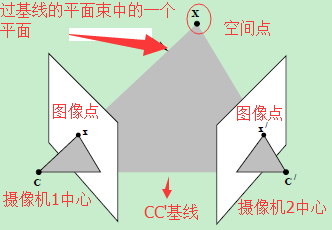 过基线的平面束中的一个
平面
X
空间点
图像点
x
图像点
x′
C
C′
摄像机1中心
摄像机2中心
CC'基线